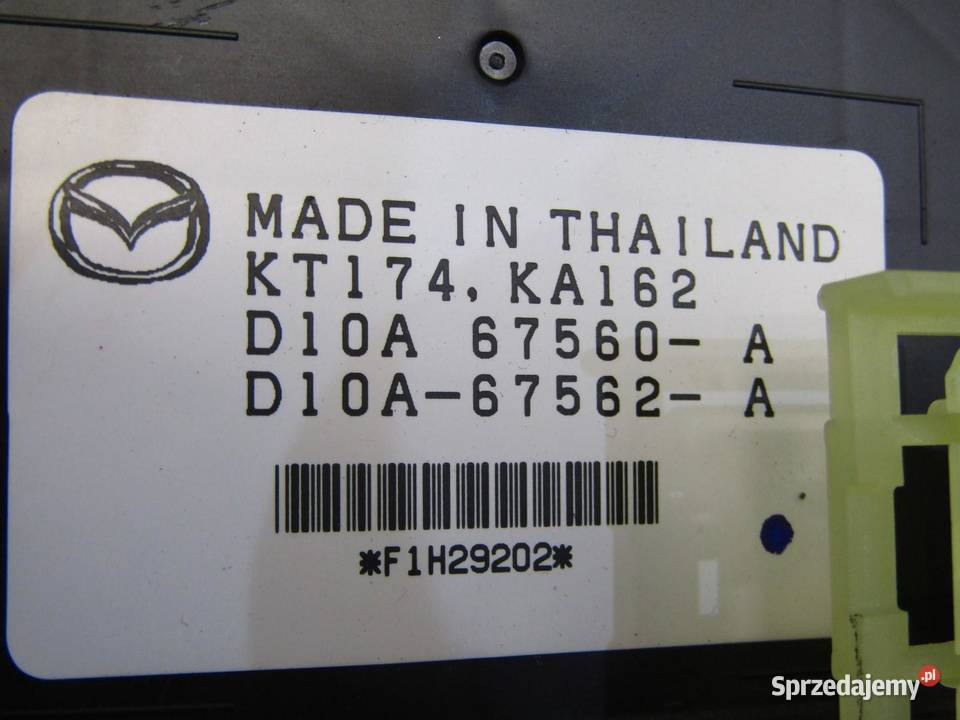 MADE IN THAILAND
KT174, KA162
D10A 67560- A
D10A-67562- A
*F1H29202*
Sprzedajemy.pl